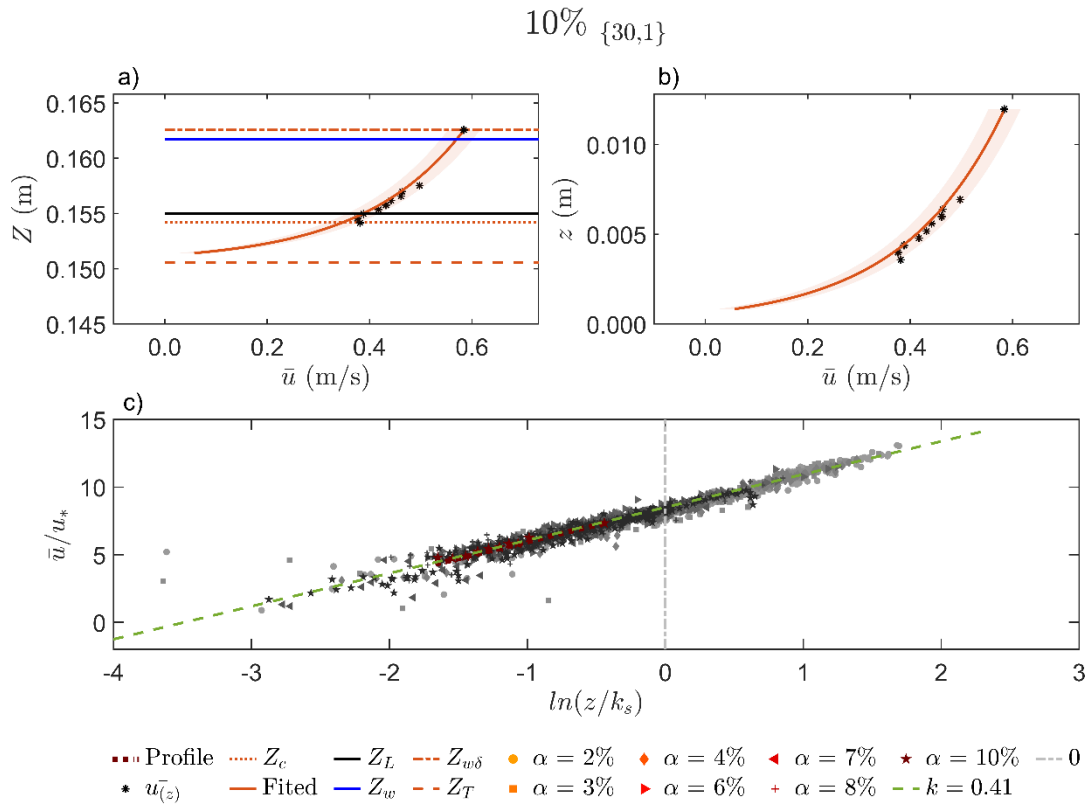 10% {30,1}
a)
b)
0.165
0.160
0.155
0.150
0.145
Z (m)
0.0 0.2 0.4 0.6
ū (m/s)
0.010
0.005
0.000
z (m)
0.0 0.2 0.4 0.6
ū (m/s)
c)
15
10
5
0
ū/u*
-4 -3 -2 -1 0 1 2 3
ln(z/ks)
Profile Zc ZL Zwδ α = 2% α = 4% α = 7% α = 10% 0
ū(z) Fited Zw ZT α = 3% α = 6% α = 8% k = 0.41